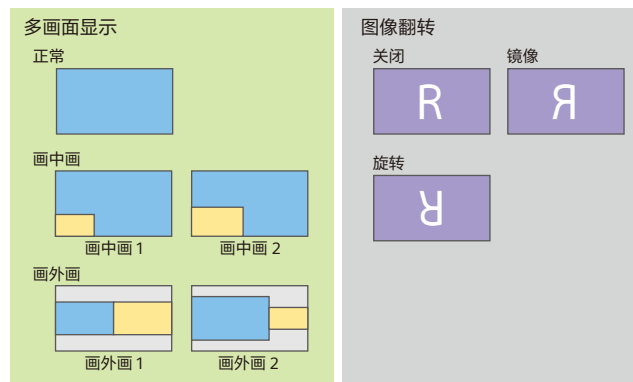 多画面显示
正常
画中画
画中画 1
画中画 2
画外画
画外画 1
画外画 2
图像翻转
关闭
镜像
R
R
旋转
R